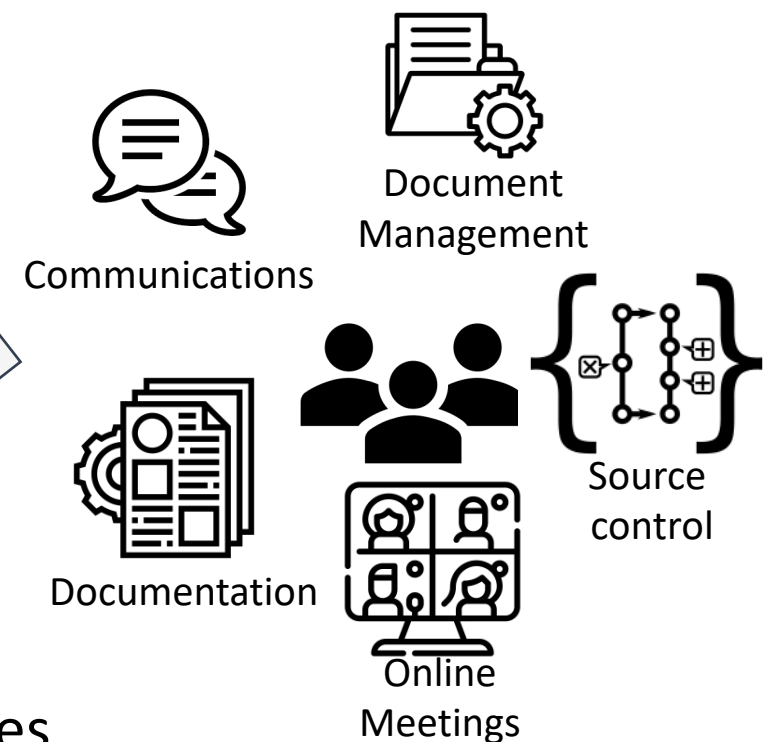 Document
Management
Communications
Source
control
Documentation
Online
Meetings